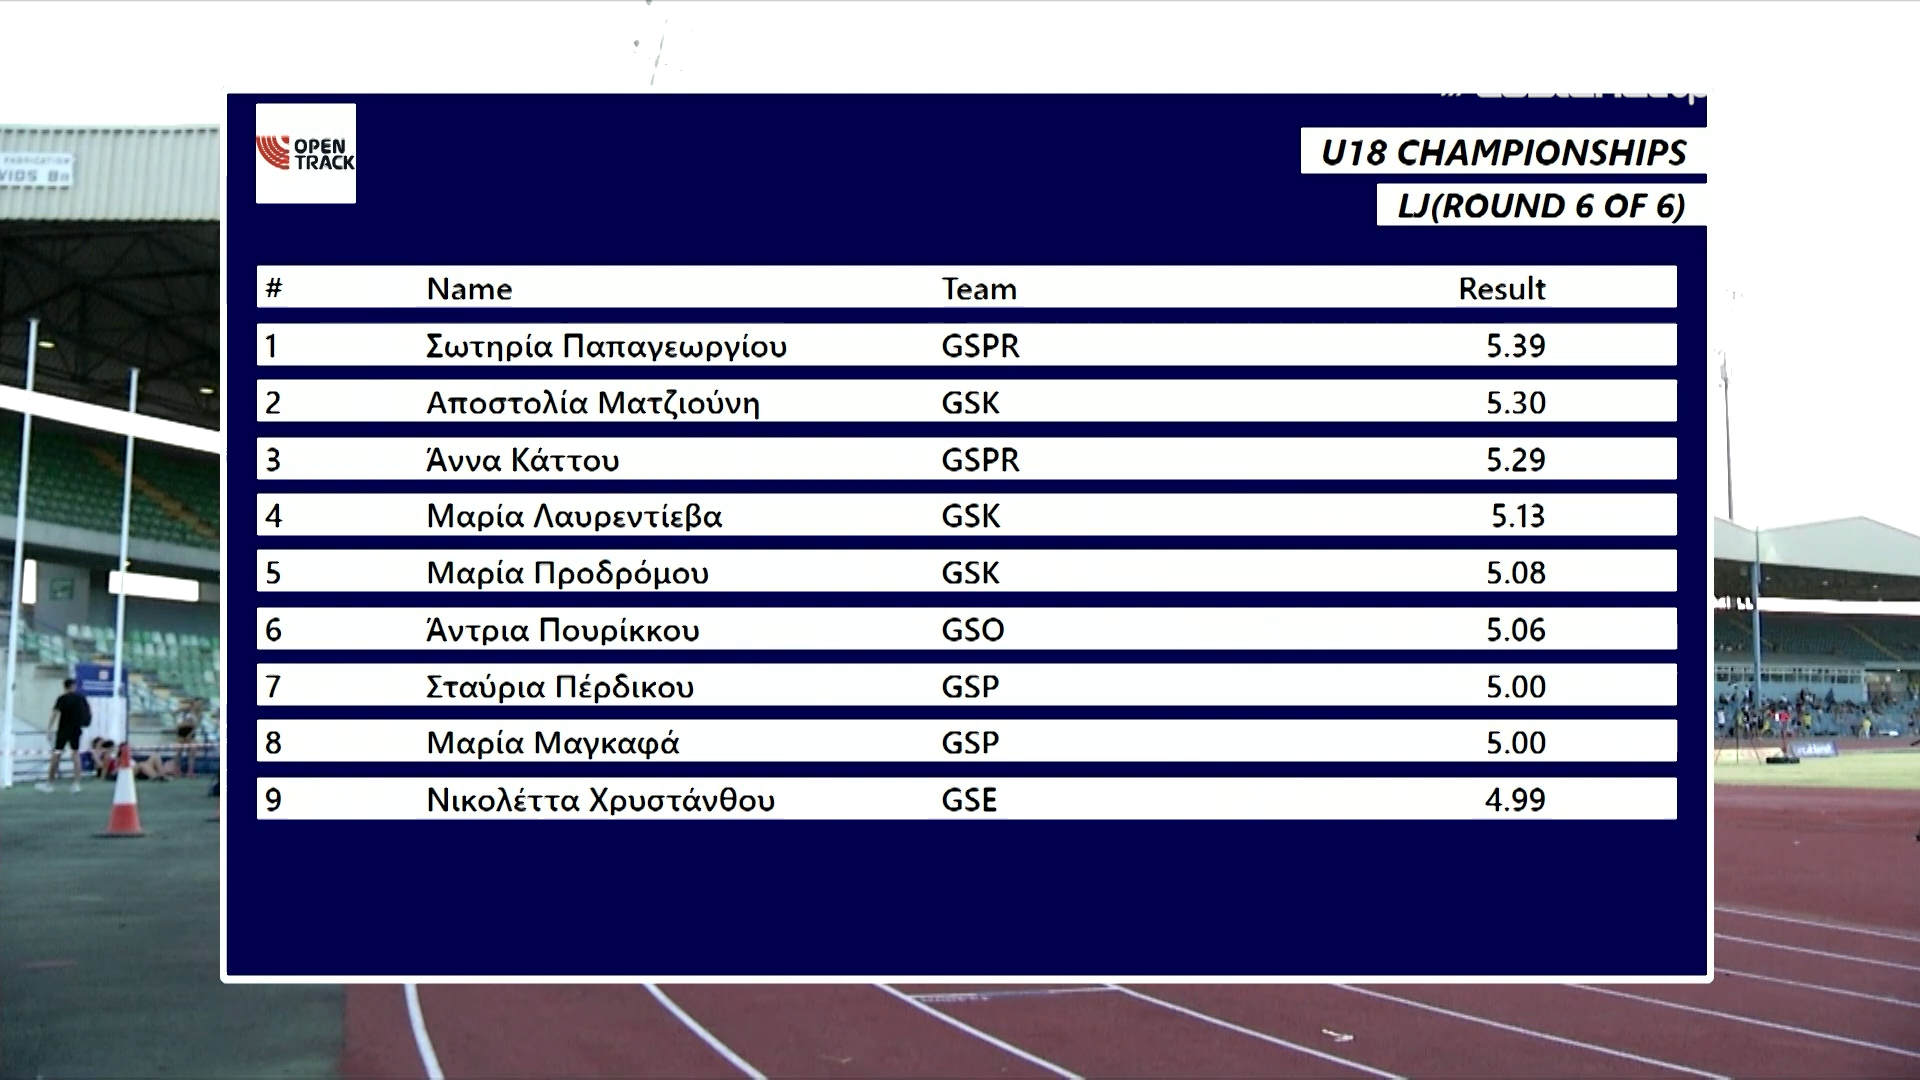 OPEN
TRACK
U18 CHAMPIONSHIPS
LJ(ROUND 6 OF 6)
# Name Team Result
1 Σωτηρία Παπαγεωργίου GSPR 5.39
2 Αποστολία Ματζιούνη GSK 5.30
3 Άννα Κάττου GSPR 5.29
4 Μαρία Λαυρεντίεβα GSK 5.13
5 Μαρία Προδρόμου GSK 5.08
6 Άντρια Πουρίκκου GSO 5.06
7 Σταύρια Πέρδικου GSP 5.00
8 Μαρία Μαγκαφά GSP 5.00
9 Νικολέττα Χρυστάνθου GSE 4.99